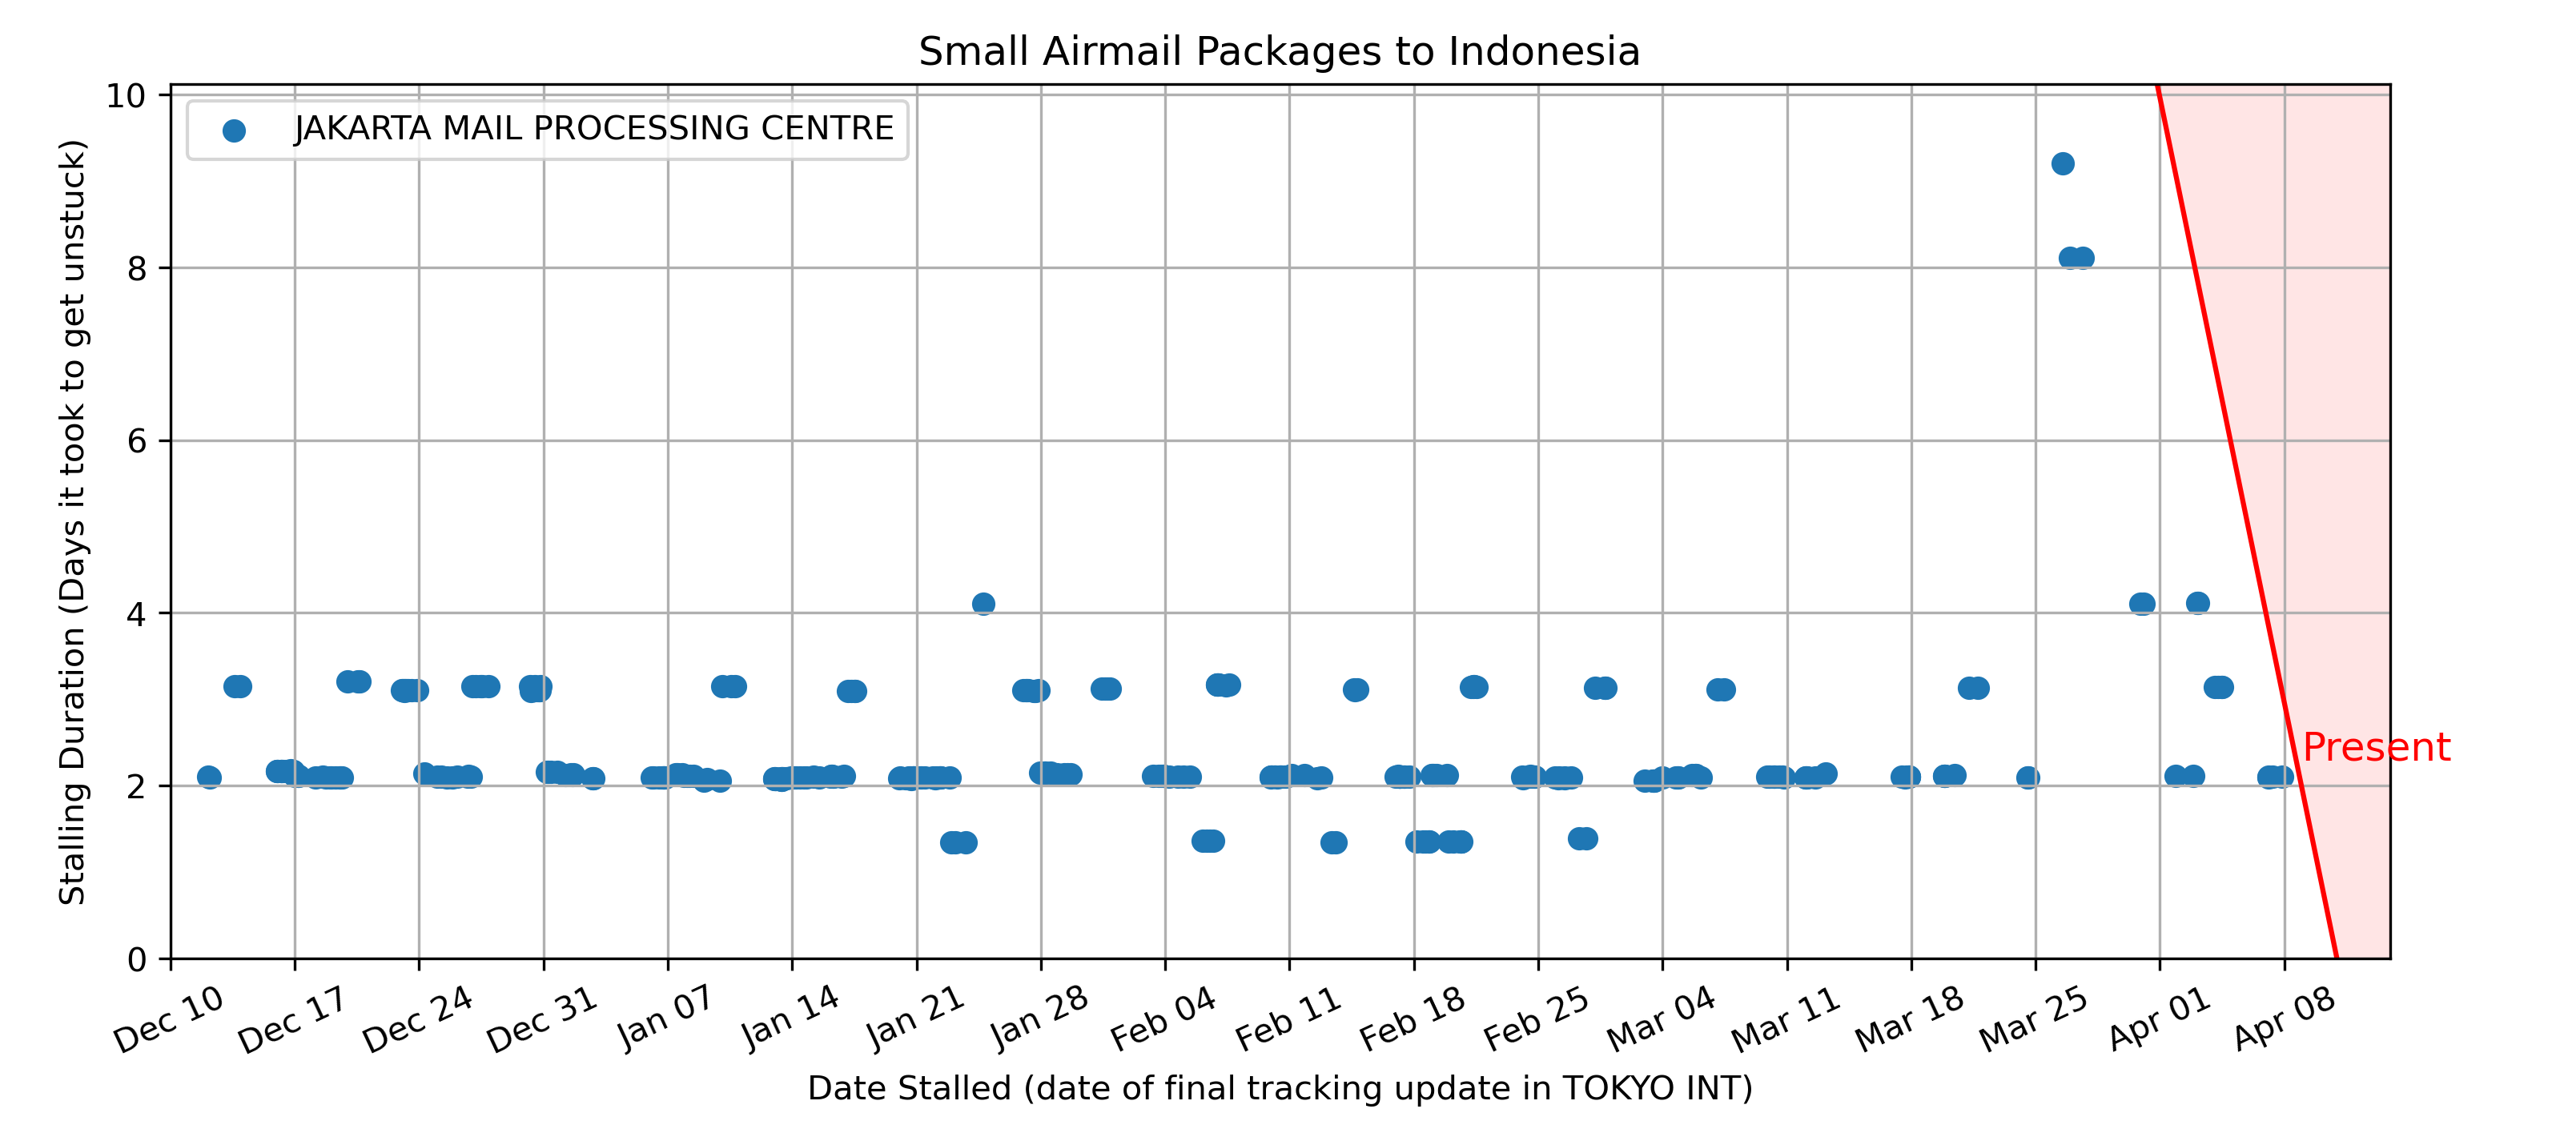 Small Airmail Packages to Indonesia
JAKARTA MAIL PROCESSING CENTRE
Stalling Duration (Days it took to get unstuck)
10
8
6
4
2
0
Present
Dec 10
Dec 17
Dec 24
Dec 31
Jan 07
Jan 14
Jan 21
Jan 28
Feb 04
Feb 11
Feb 18
Feb 25
Mar 04
Mar 11
Mar 18
Mar 25
Apr 01
Apr 08
Date Stalled (date of final tracking update in TOKYO INT)